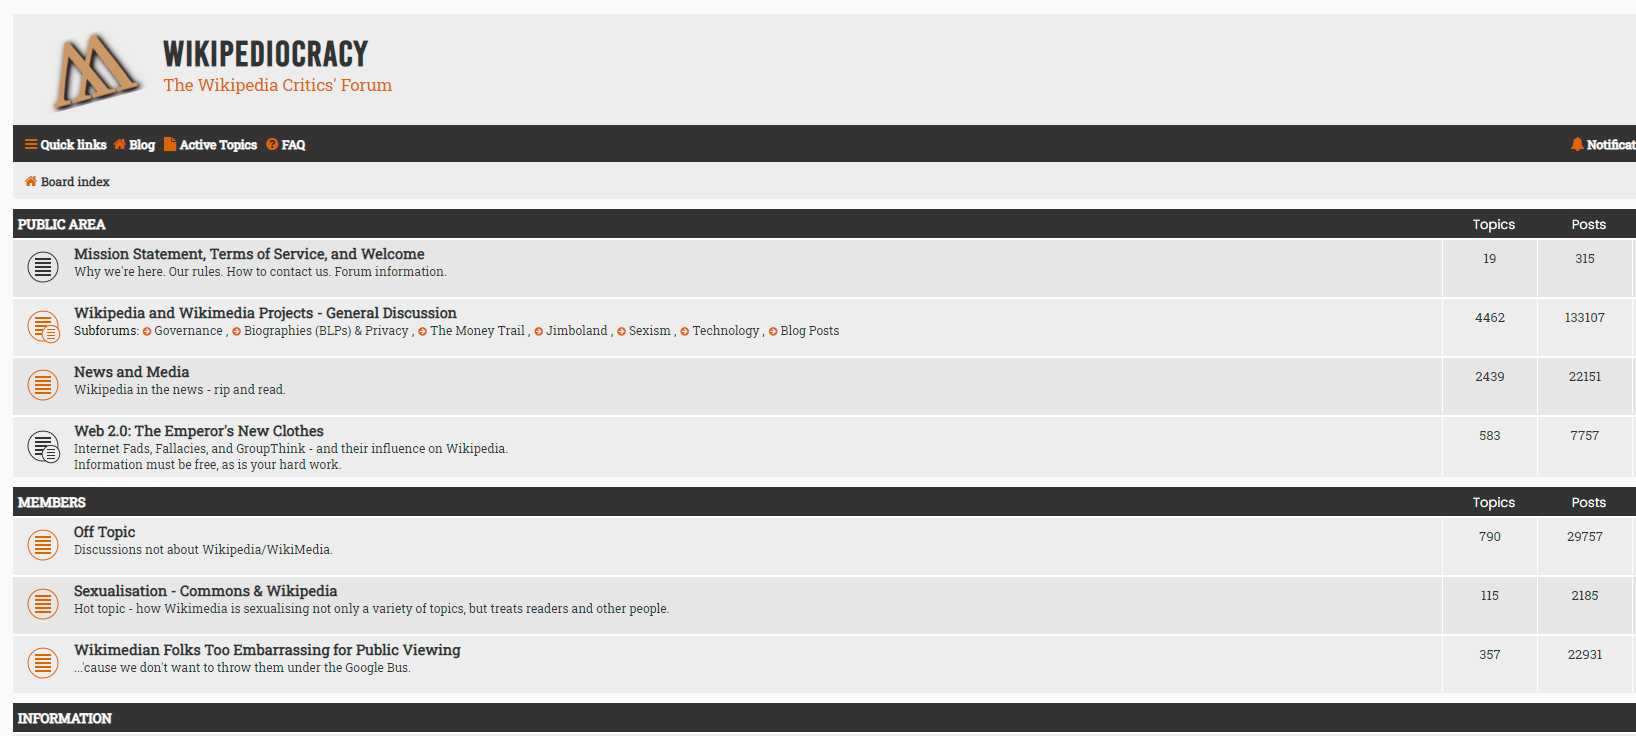 WIKIPEDIOCRACY
The Wikipedia Critics' Forum
Quick links Blog Active Topics FAQ Notificat
Board index
PUBLIC AREA Topics Posts
Mission Statement, Terms of Service, and Welcome 19 315
Why we're here. Our rules. How to contact us. Forum information.
Wikipedia and Wikimedia Projects - General Discussion 4462 133107
Subforums: Governance , Biographies (BLPs) & Privacy , The Money Trail , Jimboland , Sexism , Technology , Blog Posts
News and Media 2439 22151
Wikipedia in the news - rip and read.
Web 2.0: The Emperor's New Clothes 583 7757
Internet Fads, Fallacies, and GroupThink - and their influence on Wikipedia.
Information must be free, as is your hard work.
MEMBERS Topics Posts
Off Topic 790 29757
Discussions not about Wikipedia/WikiMedia.
Sexualisation - Commons & Wikipedia 115 2185
Hot topic - how Wikimedia is sexualising not only a variety of topics, but treats readers and other people.
Wikimedian Folks Too Embarrassing for Public Viewing 357 22931
...'cause we don't want to throw them under the Google Bus.
INFORMATION